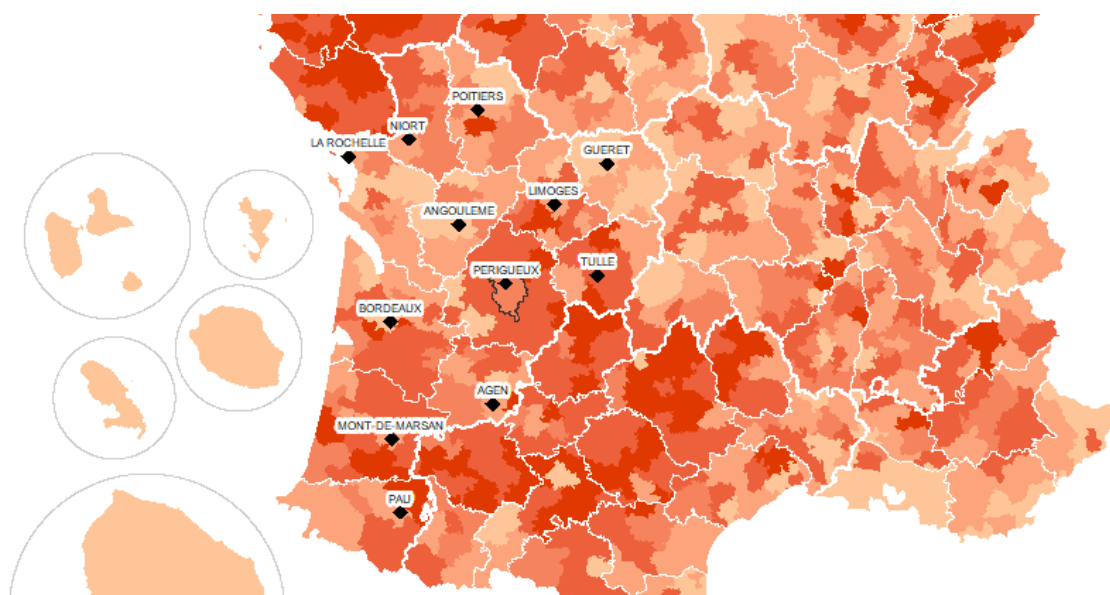 POITIERS
NIORT
LA ROCHELLE
GUERET
LIMOGES
ANGOULEME
TULLE
PERIGUEUX
BORDEAUX
AGEN
MONT-DE-MARSAN
PAU